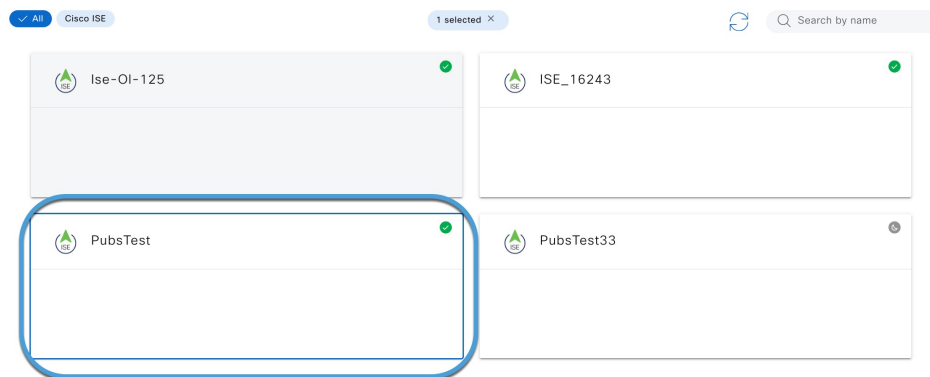 All Cisco ISE 1 selected × Search by name
Ise-OI-125 ISE_16243
ISE ISE
PubsTest PubsTest33
ISE ISE